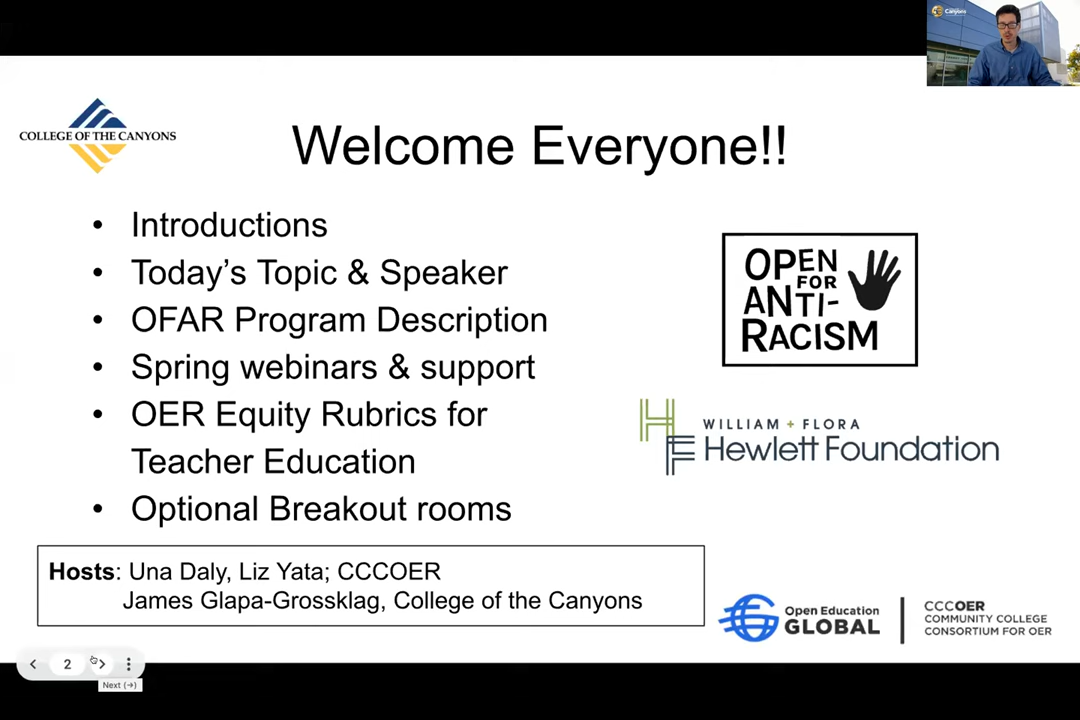 Canyons
COLLEGE OF THE CANYONS
Welcome Everyone!!
• Introductions
• Today's Topic & Speaker
• OFAR Program Description
• Spring webinars & support
• OER Equity Rubrics for
Teacher Education
• Optional Breakout rooms
OPEN
FOR
ANTI-
RACISM
WILLIAM + FLORA
Hewlett Foundation
Hosts: Una Daly, Liz Yata; CCCOER
James Glapa-Grossklag, College of the Canyons
Open Education
GLOBAL
CCCOER
COMMUNITY COLLEGE
CONSORTIUM FOR OER
2
Next (→)